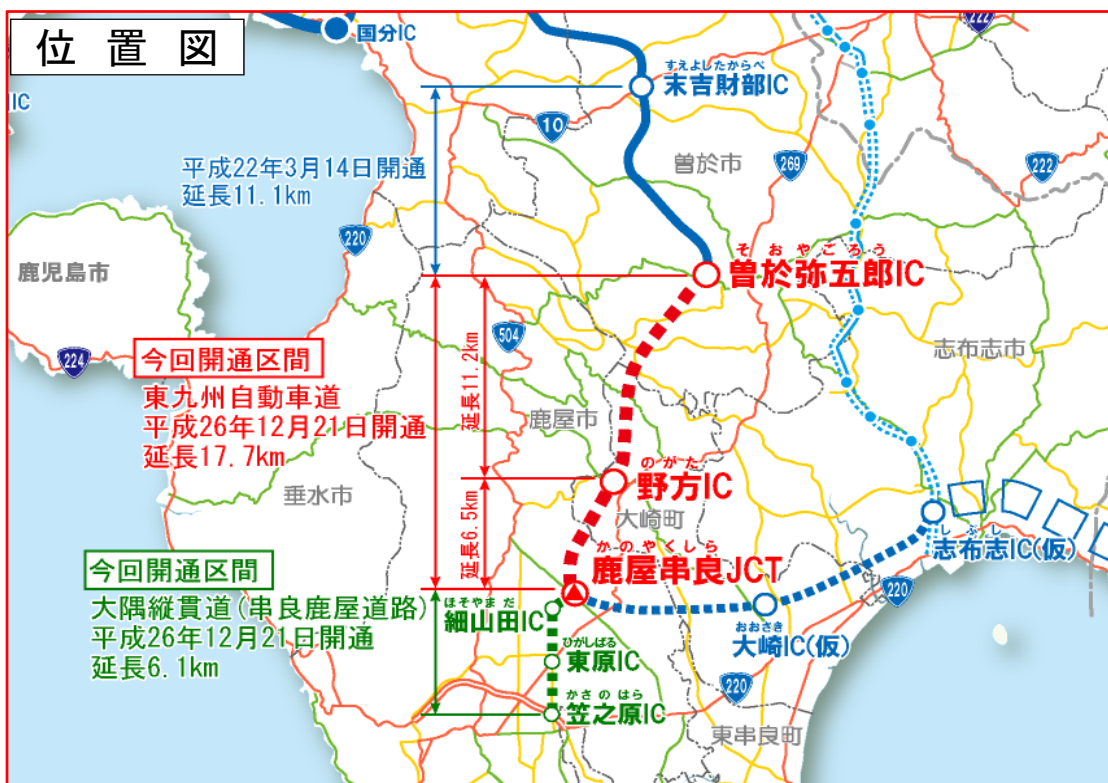 位置図
国分IC
IC
222
すえよしたからべ
末吉財部IC
10
曽於市
269
222
平成22年3月14日開通
延長11.1km
220
そおやごろう
曽於弥五郎IC
鹿児島市
504
224
今回開通区間
東九州自動車道
平成26年12月21日開通
延長17.7km
延長11.2km
志布志市
鹿屋市
のがた
野方IC
垂水市
大崎町
延長6.5km
しぶし
志布志IC(仮)
かのやくしら
鹿屋串良JCT
220
今回開通区間
大隅縦貫道(串良鹿屋道路)
平成26年12月21日開通
延長6.1km
ほそやまだ
細山田IC
おおさき
大崎IC(仮)
ひがしばる
東原IC
220
かさのはら
笠之原IC
東串良町